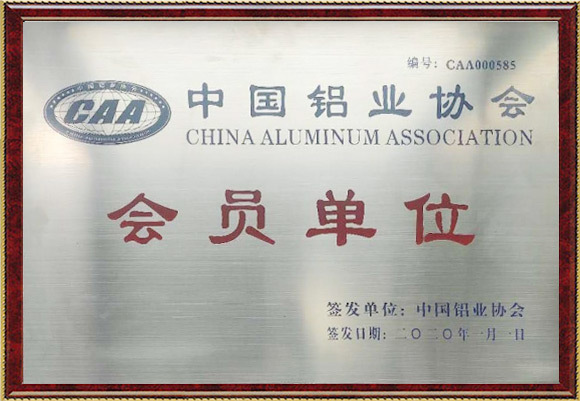 编号：CAA000585
中国铝业协会
CAA
CHINA ALUMINUM ASSOCIATION
会员单位
签发单位：中国铝业协会
签发日期：二〇二〇年一月一日